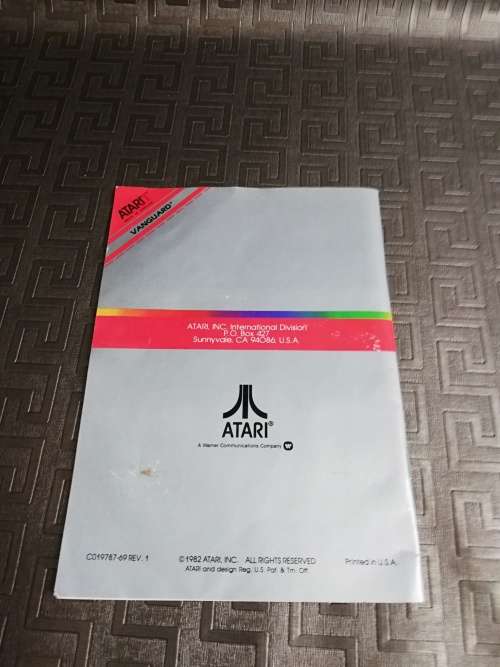 ATARI®
VANGUARD™
ATARI, INC. International Division
P.O. Box 427
Sunnyvale, CA 94086, U.S.A.
ATARI®
A Warner Communications Company
C019787-69 REV. 1
©1982 ATARI, INC. ALL RIGHTS RESERVED
Printed in U.S.A.
ATARI and design Reg. U.S. Pat. & Tm. Off.